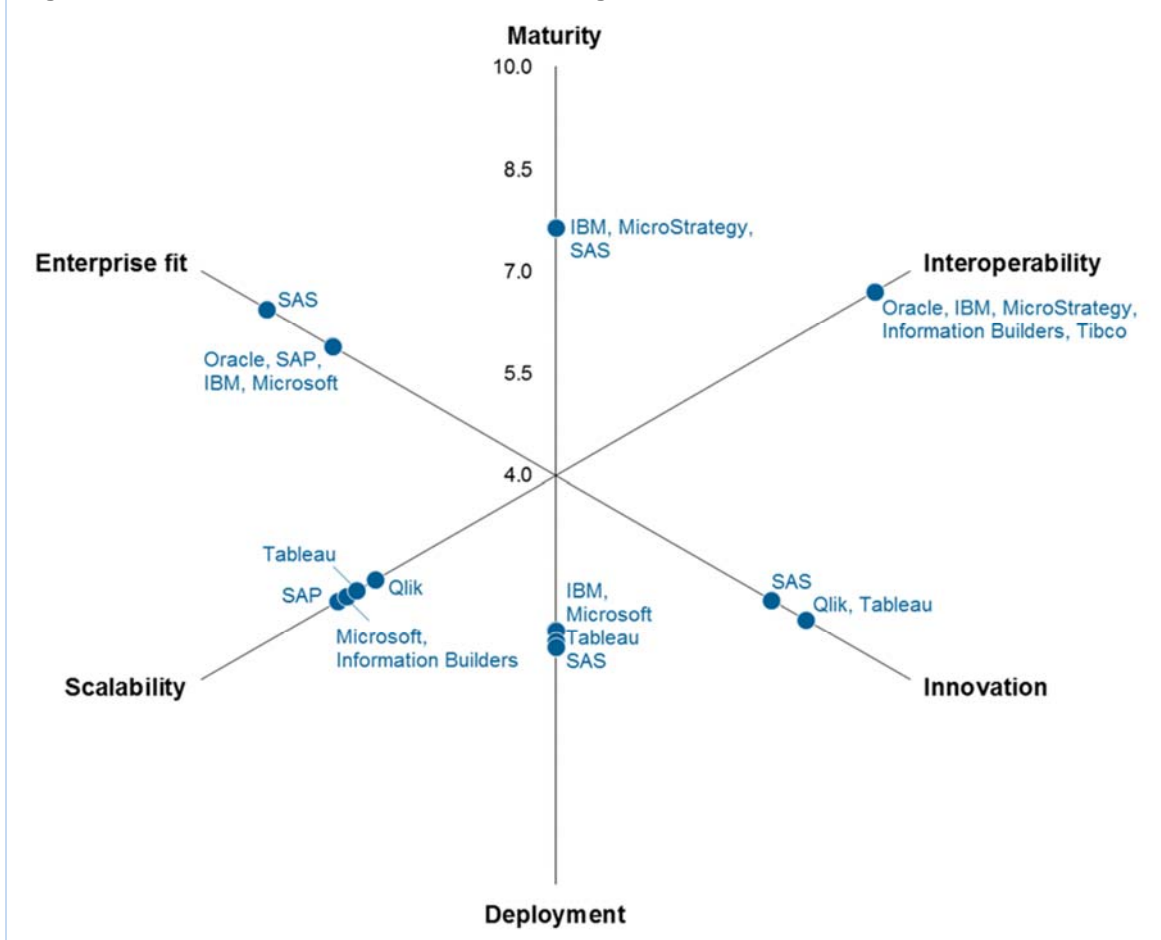 Maturity
10.0
8.5
IBM, MicroStrategy,
SAS
Enterprise fit
7.0
Interoperability
SAS
Oracle, IBM, MicroStrategy,
Information Builders, Tibco
Oracle, SAP,
IBM, Microsoft
5.5
4.0
Tableau
SAP
Qlik
Microsoft,
Information Builders
IBM,
Microsoft
Tableau
SAS
SAS
Qlik, Tableau
Scalability
Innovation
Deployment